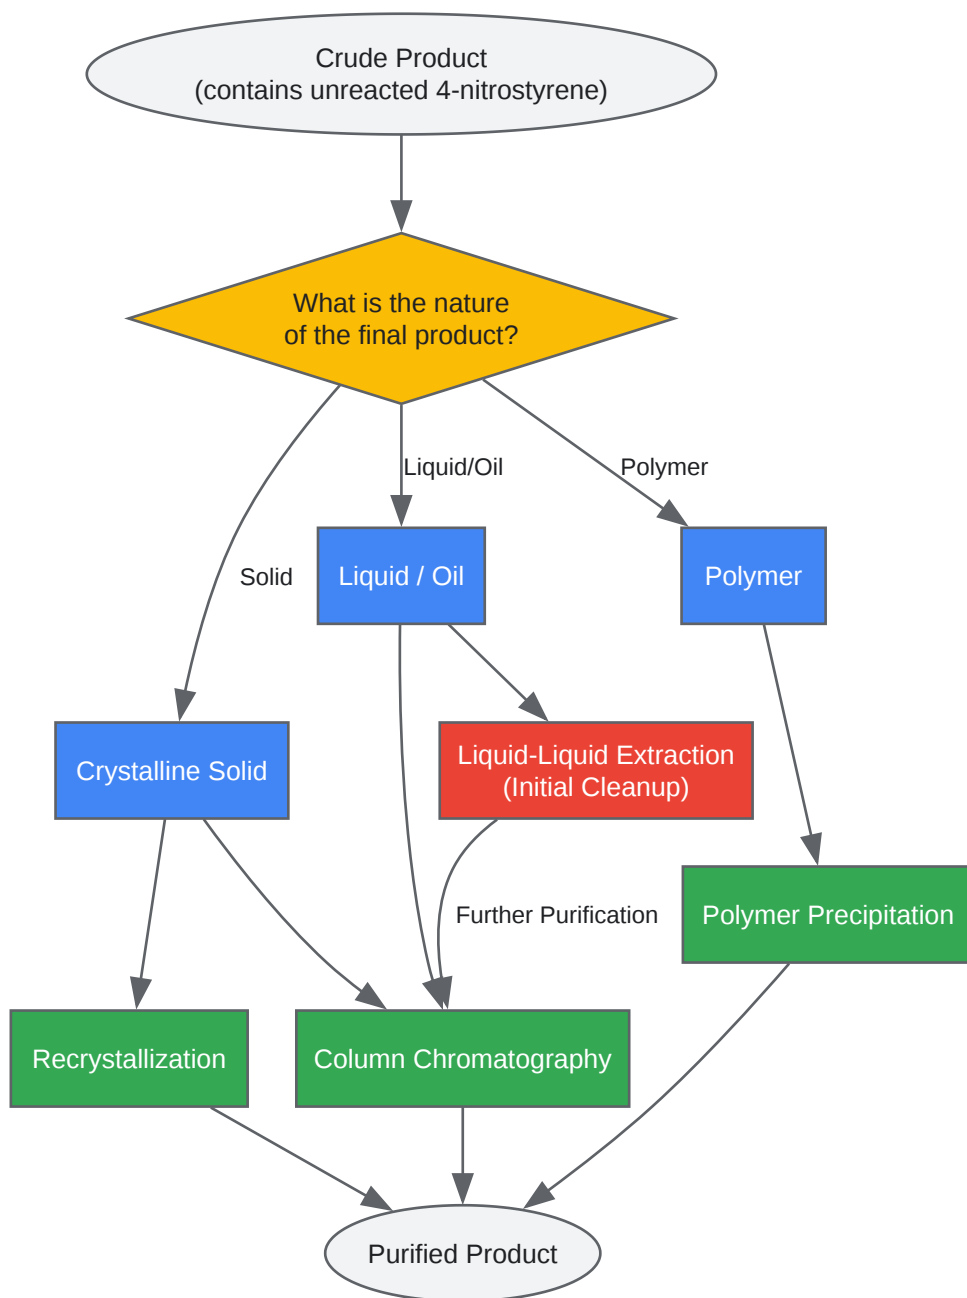 Crude Product
(contains unreacted 4-nitrostyrene)
What is the nature
of the final product?
Liquid/Oil
Polymer
Solid
Liquid / Oil
Polymer
Crystalline Solid
Liquid-Liquid Extraction
(Initial Cleanup)
Further Purification
Polymer Precipitation
Recrystallization
Column Chromatography
Purified Product